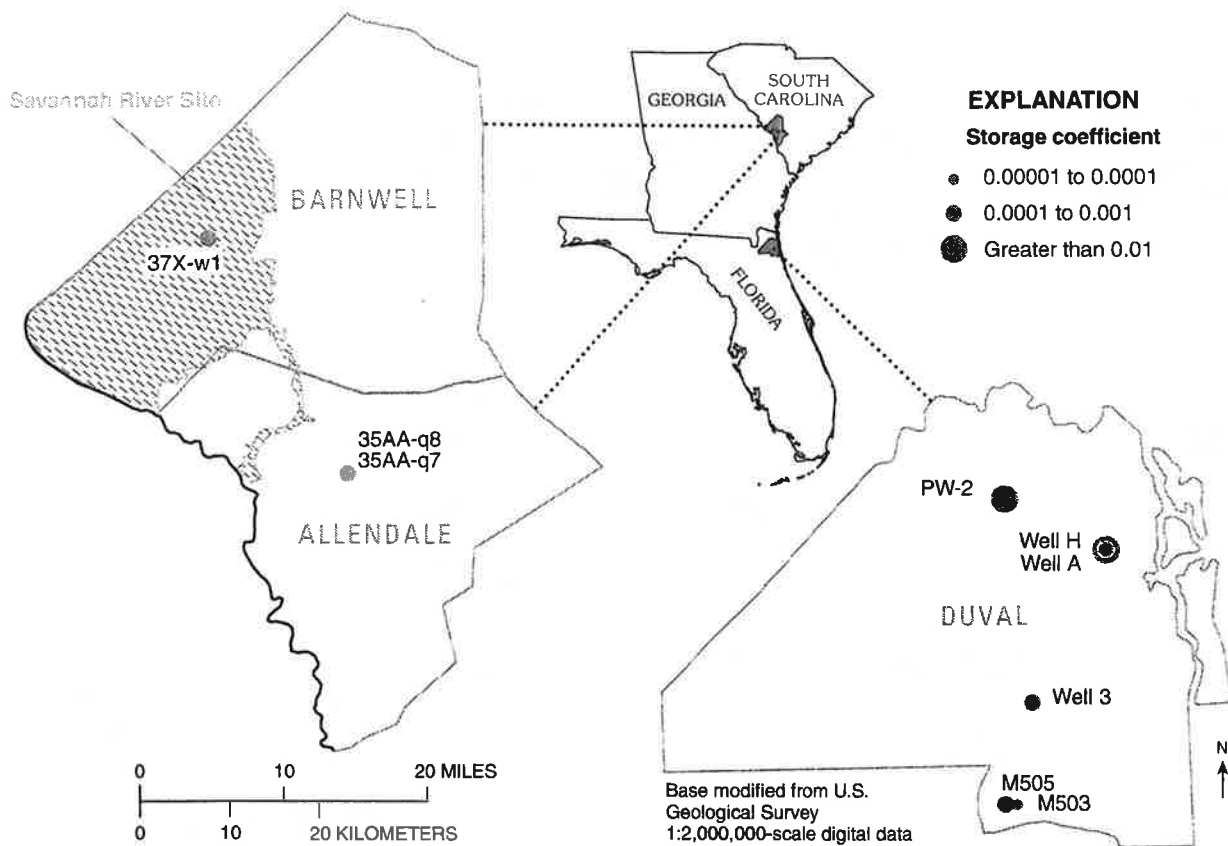 Savannah River Site
BARNWELL
37X-w1
35AA-q8
35AA-q7
ALLENDALE
0 10 20 MILES
0 10 20 KILOMETERS
GEORGIA
SOUTH
CAROLINA
FLORIDA
EXPLANATION
Storage coefficient
0.00001 to 0.0001
0.0001 to 0.001
Greater than 0.01
PW-2
Well H
Well A
DUVAL
Well 3
M505
M503
N
Base modified from U.S.
Geological Survey
1:2,000,000-scale digital data